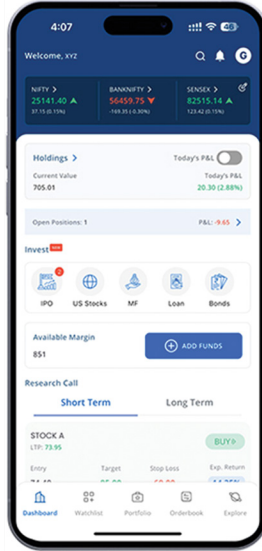 4:07
46
Welcome, XYZ
G
NIFTY > BANKNIFTY > SENSEX >
25141.40 56459.75 82515.14
37.15 (0.15%) -169.35 (-0.30%) 123.42 (0.15%)
Holdings > Today's P&L
Current Value Today's P&L
705.01 20.30 (2.88%)
Open Positions: 1 P&L: -9.65 >
Invest
2
IPO US Stocks MF Loan Bonds
Available Margin
851
ADD FUNDS
Research Call
Short Term Long Term
STOCK A
LTP: 73.95
BUY
Entry Target Stop Loss Exp. Return
Dashboard Watchlist Portfolio Orderbook Explore